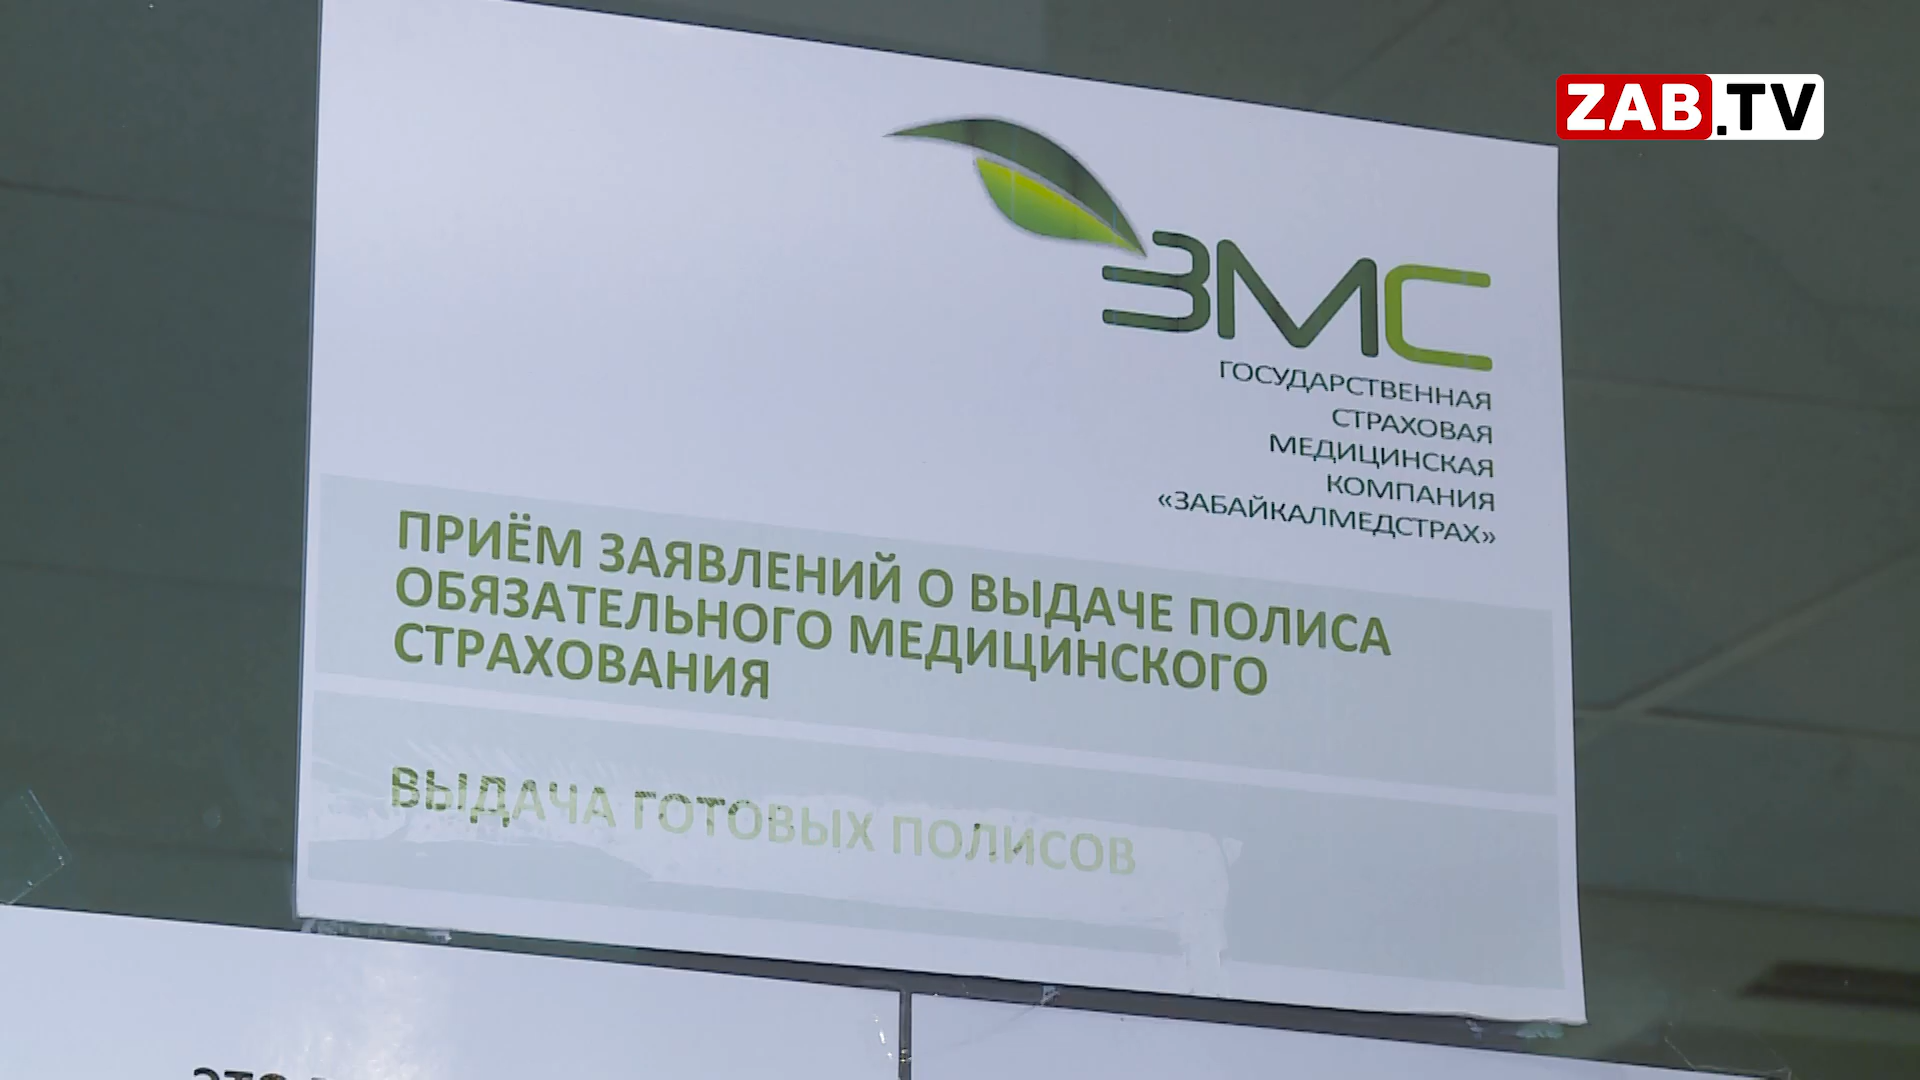 ZAB.TV
ЗМС
ГОСУДАРСТВЕННАЯ
СТРАХОВАЯ
МЕДИЦИНСКАЯ
КОМПАНИЯ
«ЗАБАЙКАЛМЕДСТРАХ»
ПРИЁМ ЗАЯВЛЕНИЙ О ВЫДАЧЕ ПОЛИСА
ОБЯЗАТЕЛЬНОГО МЕДИЦИНСКОГО
СТРАХОВАНИЯ
ВЫДАЧА ГОТОВЫХ ПОЛИСОВ